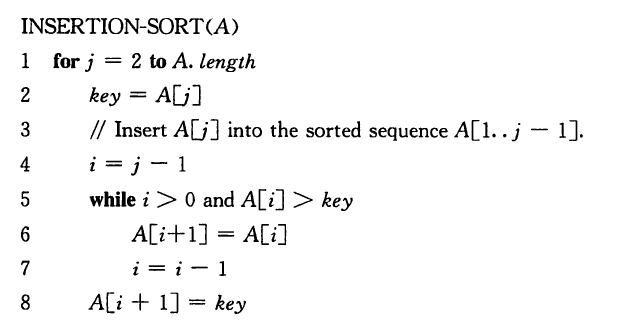 INSERTION-SORT(A)
1 for j = 2 to A. length
2 key = A[j]
3 // Insert A[j] into the sorted sequence A[1..j − 1].
4 i = j − 1
5 while i > 0 and A[i] > key
6 A[i+1] = A[i]
7 i = i − 1
8 A[i + 1] = key